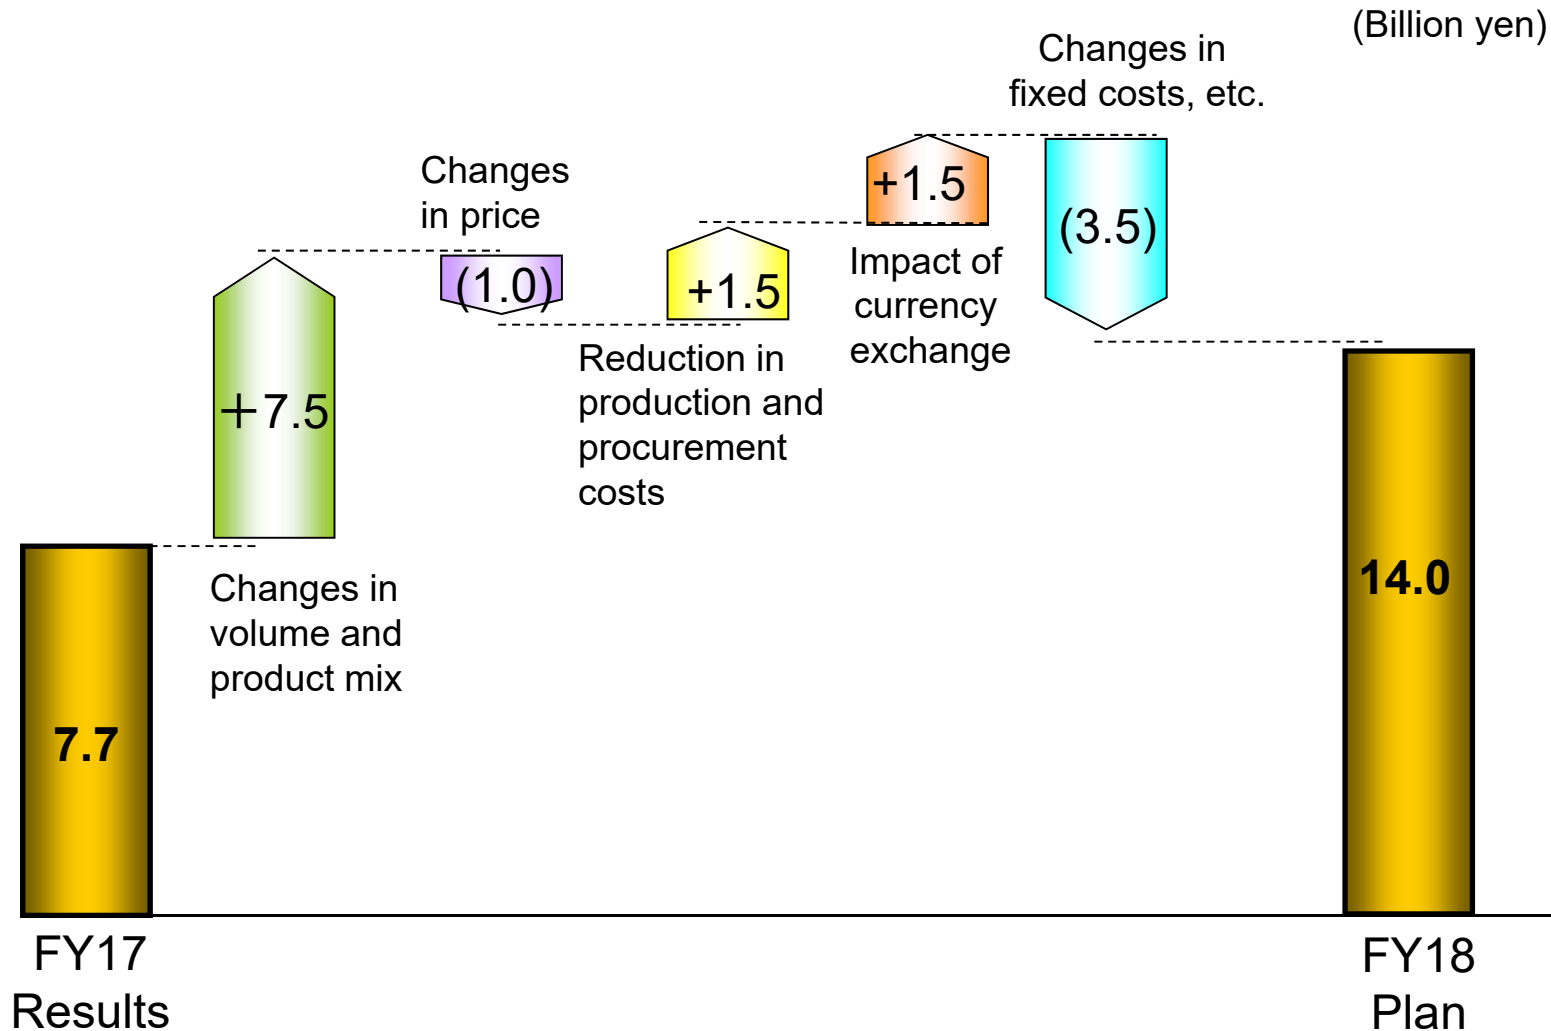 (Billion yen)
Changes in
fixed costs, etc.
Changes
in price
+1.5
(3.5)
(1.0)
+1.5
Impact of
currency
exchange
Reduction in
production and
procurement
costs
＋7.5
Changes in
volume and
product mix
14.0
7.7
FY17
Results
FY18
Plan